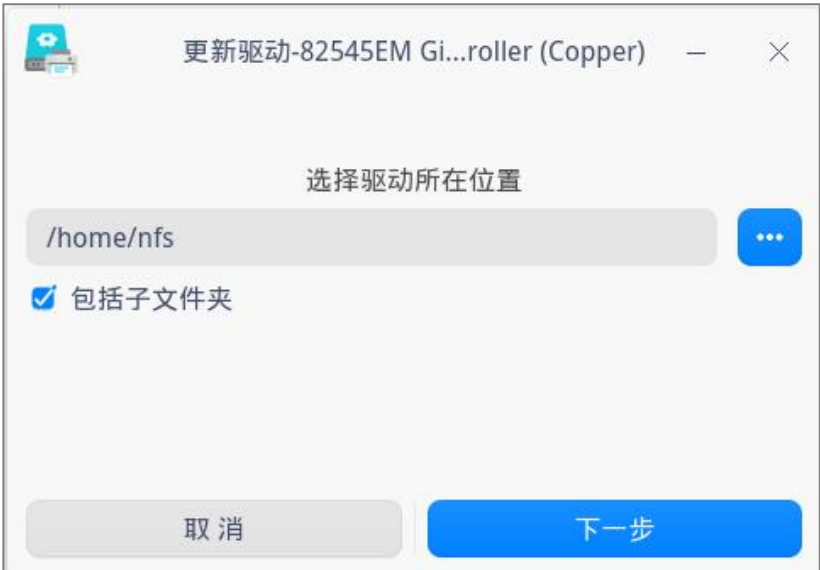 更新驱动-82545EM Gi...roller (Copper)
选择驱动所在位置
/home/nfs
包括子文件夹
取 消
下一步